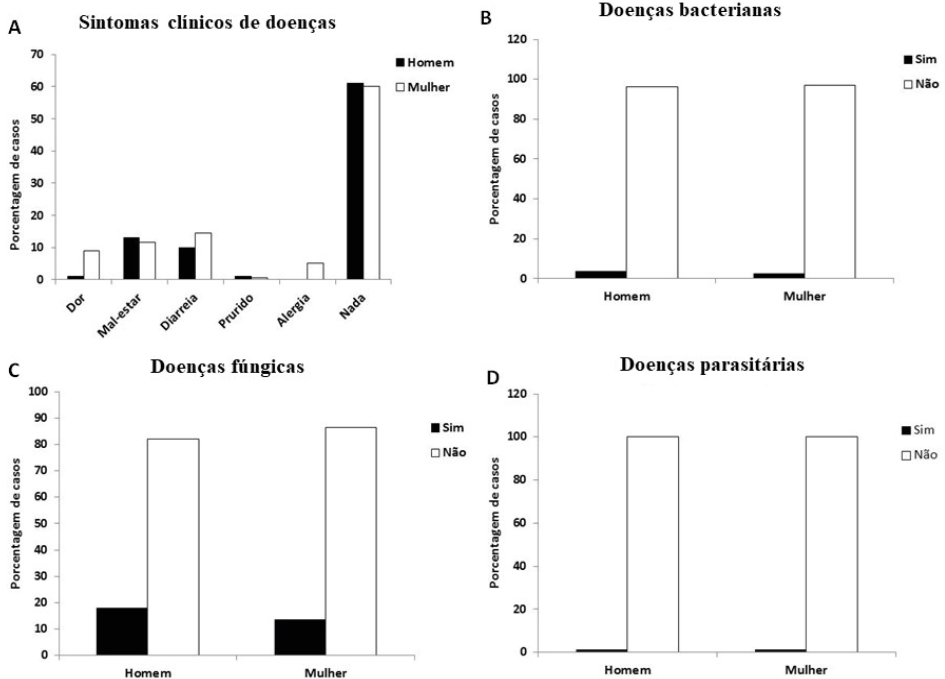 A
Sintomas clínicos de doenças
Porcentagem de casos
70
60
50
40
30
20
10
0
Dor
Mal-estar
Diarreia
Prurido
Alergia
Nada
Homem
Mulher
B
Doenças bacterianas
Porcentagem de casos
120
100
80
60
40
20
0
Homem
Mulher
Sim
Não
C
Doenças fúngicas
Porcentagem de casos
100
90
80
70
60
50
40
30
20
10
0
Homem
Mulher
Sim
Não
D
Doenças parasitárias
Porcentagem de casos
120
100
80
60
40
20
0
Homem
Mulher
Sim
Não